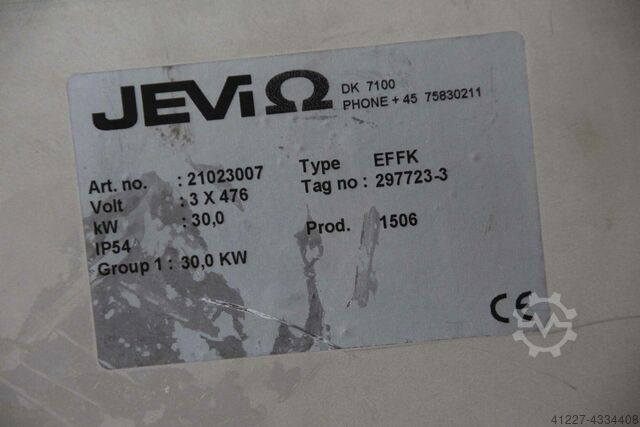 JEVI Ω
DK 7100
PHONE + 45 75830211
Art. no. : 21023007
Volt : 3 X 476
kW : 30,0
IP54
Group 1 : 30,0 KW
Type EFFK
Tag no : 297723-3
Prod. 1506
CE
41227-4334408